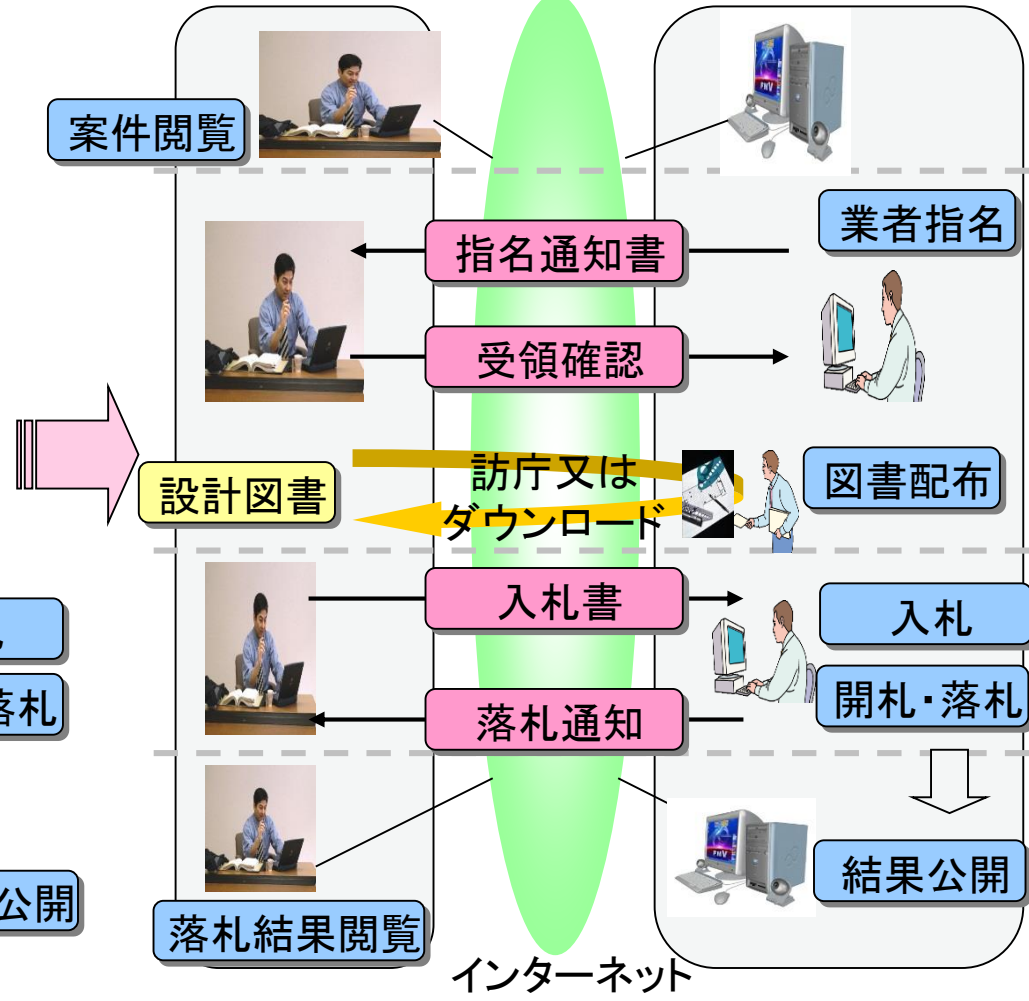 案件閲覧
業者指名
指名通知書
受領確認
設計図書
訪庁又は
ダウンロード
図書配布
入札書
入札
落札
落札通知
開札・落札
公開
結果公開
落札結果閲覧
インターネット